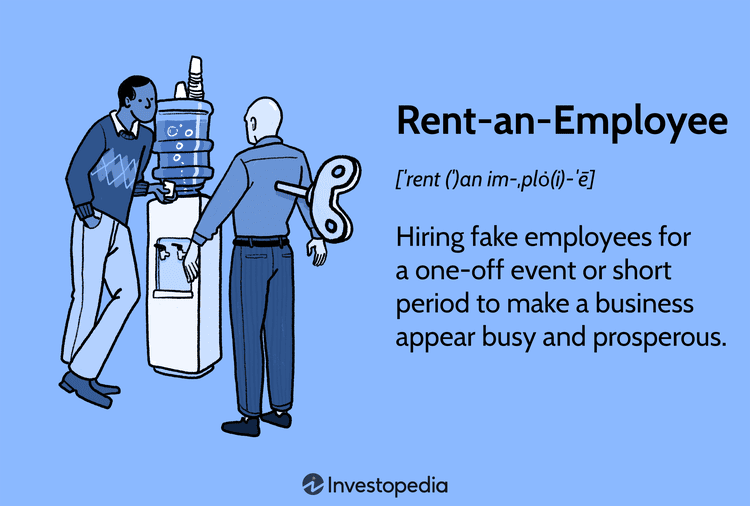 Rent-an-Employee
[ˈrent (ˈ)an im-ˌplȯ(i)-ˈē]
Hiring fake employees for
a one-off event or short
period to make a business
appear busy and prosperous.
Investopedia